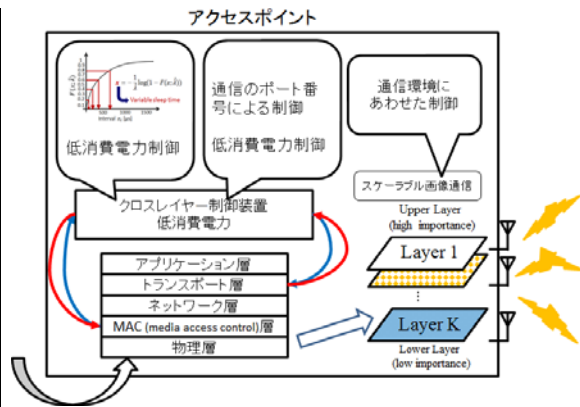 アクセスポイント
F(x;λ̂)
x = -1/λ̂ log(1 - F(x;λ̂))
Variable sleep time
500 1000 1500
低消費電力制御
通信のポート番
号による制御
低消費電力制御
通信環境に
あわせた制御
スケーラブル画像通信
クロスレイヤー制御装置
低消費電力
Upper Layer
(high importance)
Layer 1
⋮
Layer K
Lower Layer
(low importance)
アプリケーション層
トランスポート層
ネットワーク層
MAC (media access control)層
物理層